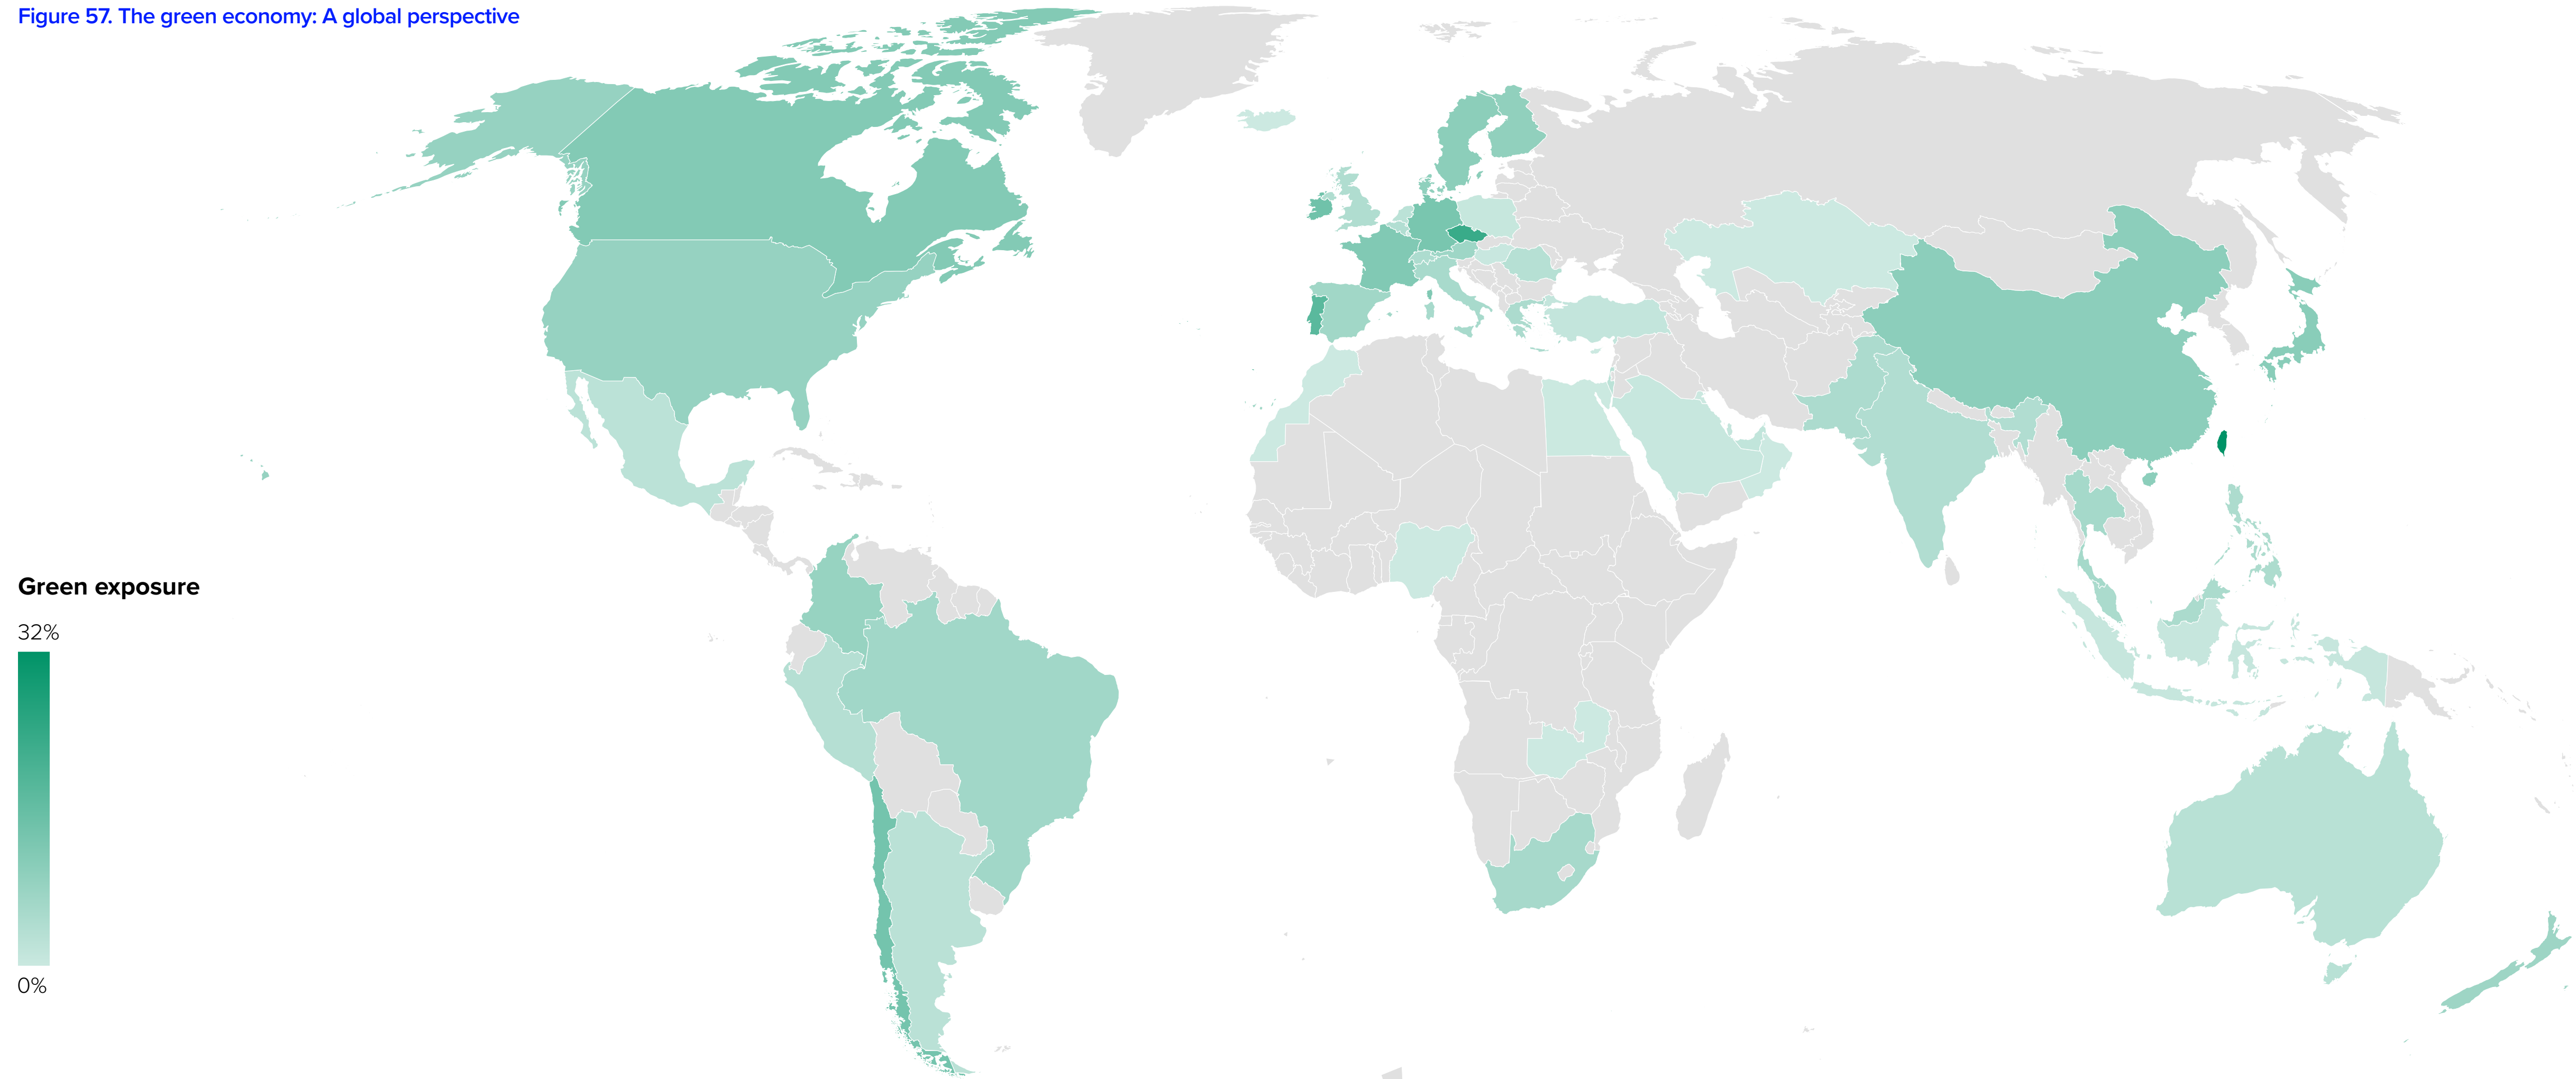 Figure 57. The green economy: A global perspective
Green exposure
32%
0%